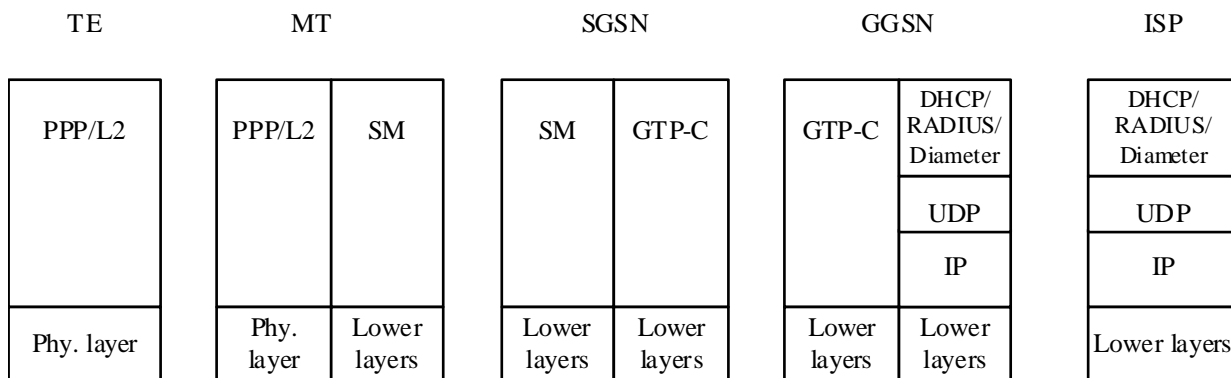 TE
MT
SGSN
GGSN
ISP
PPP/L2
PPP/L2
SM
SM
GTP-C
GTP-C
DHCP/
RADIUS/
Diameter
UDP
IP
DHCP/
RADIUS/
Diameter
UDP
IP
Phy. layer
Phy.
layer
Lower
layers
Lower
layers
Lower
layers
Lower
layers
Lower
layers
Lower layers